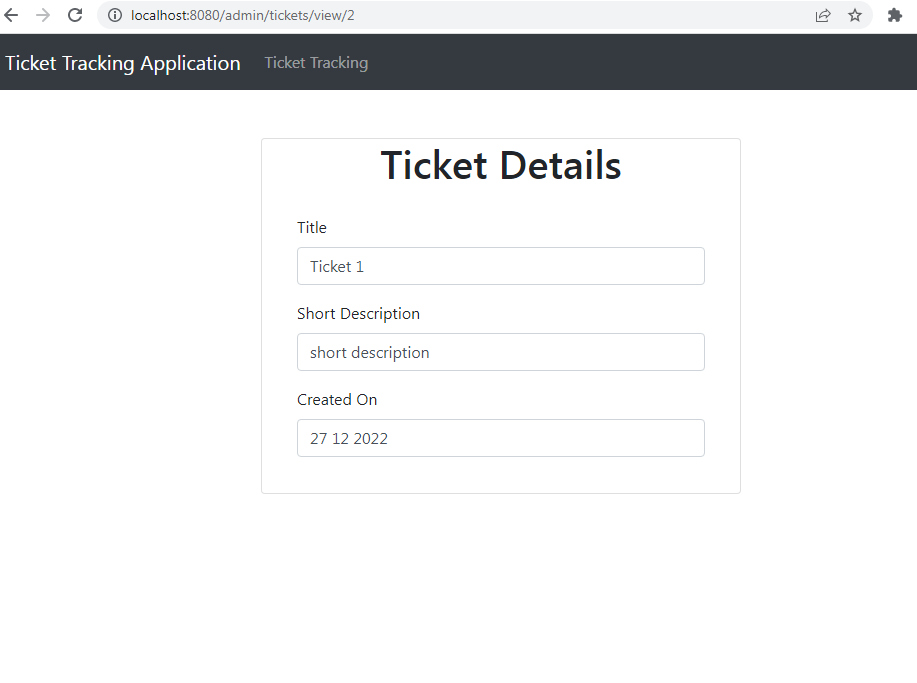 localhost:8080/admin/tickets/view/2
Ticket Tracking Application Ticket Tracking
Ticket Details
Title
Ticket 1
Short Description
short description
Created On
27 12 2022